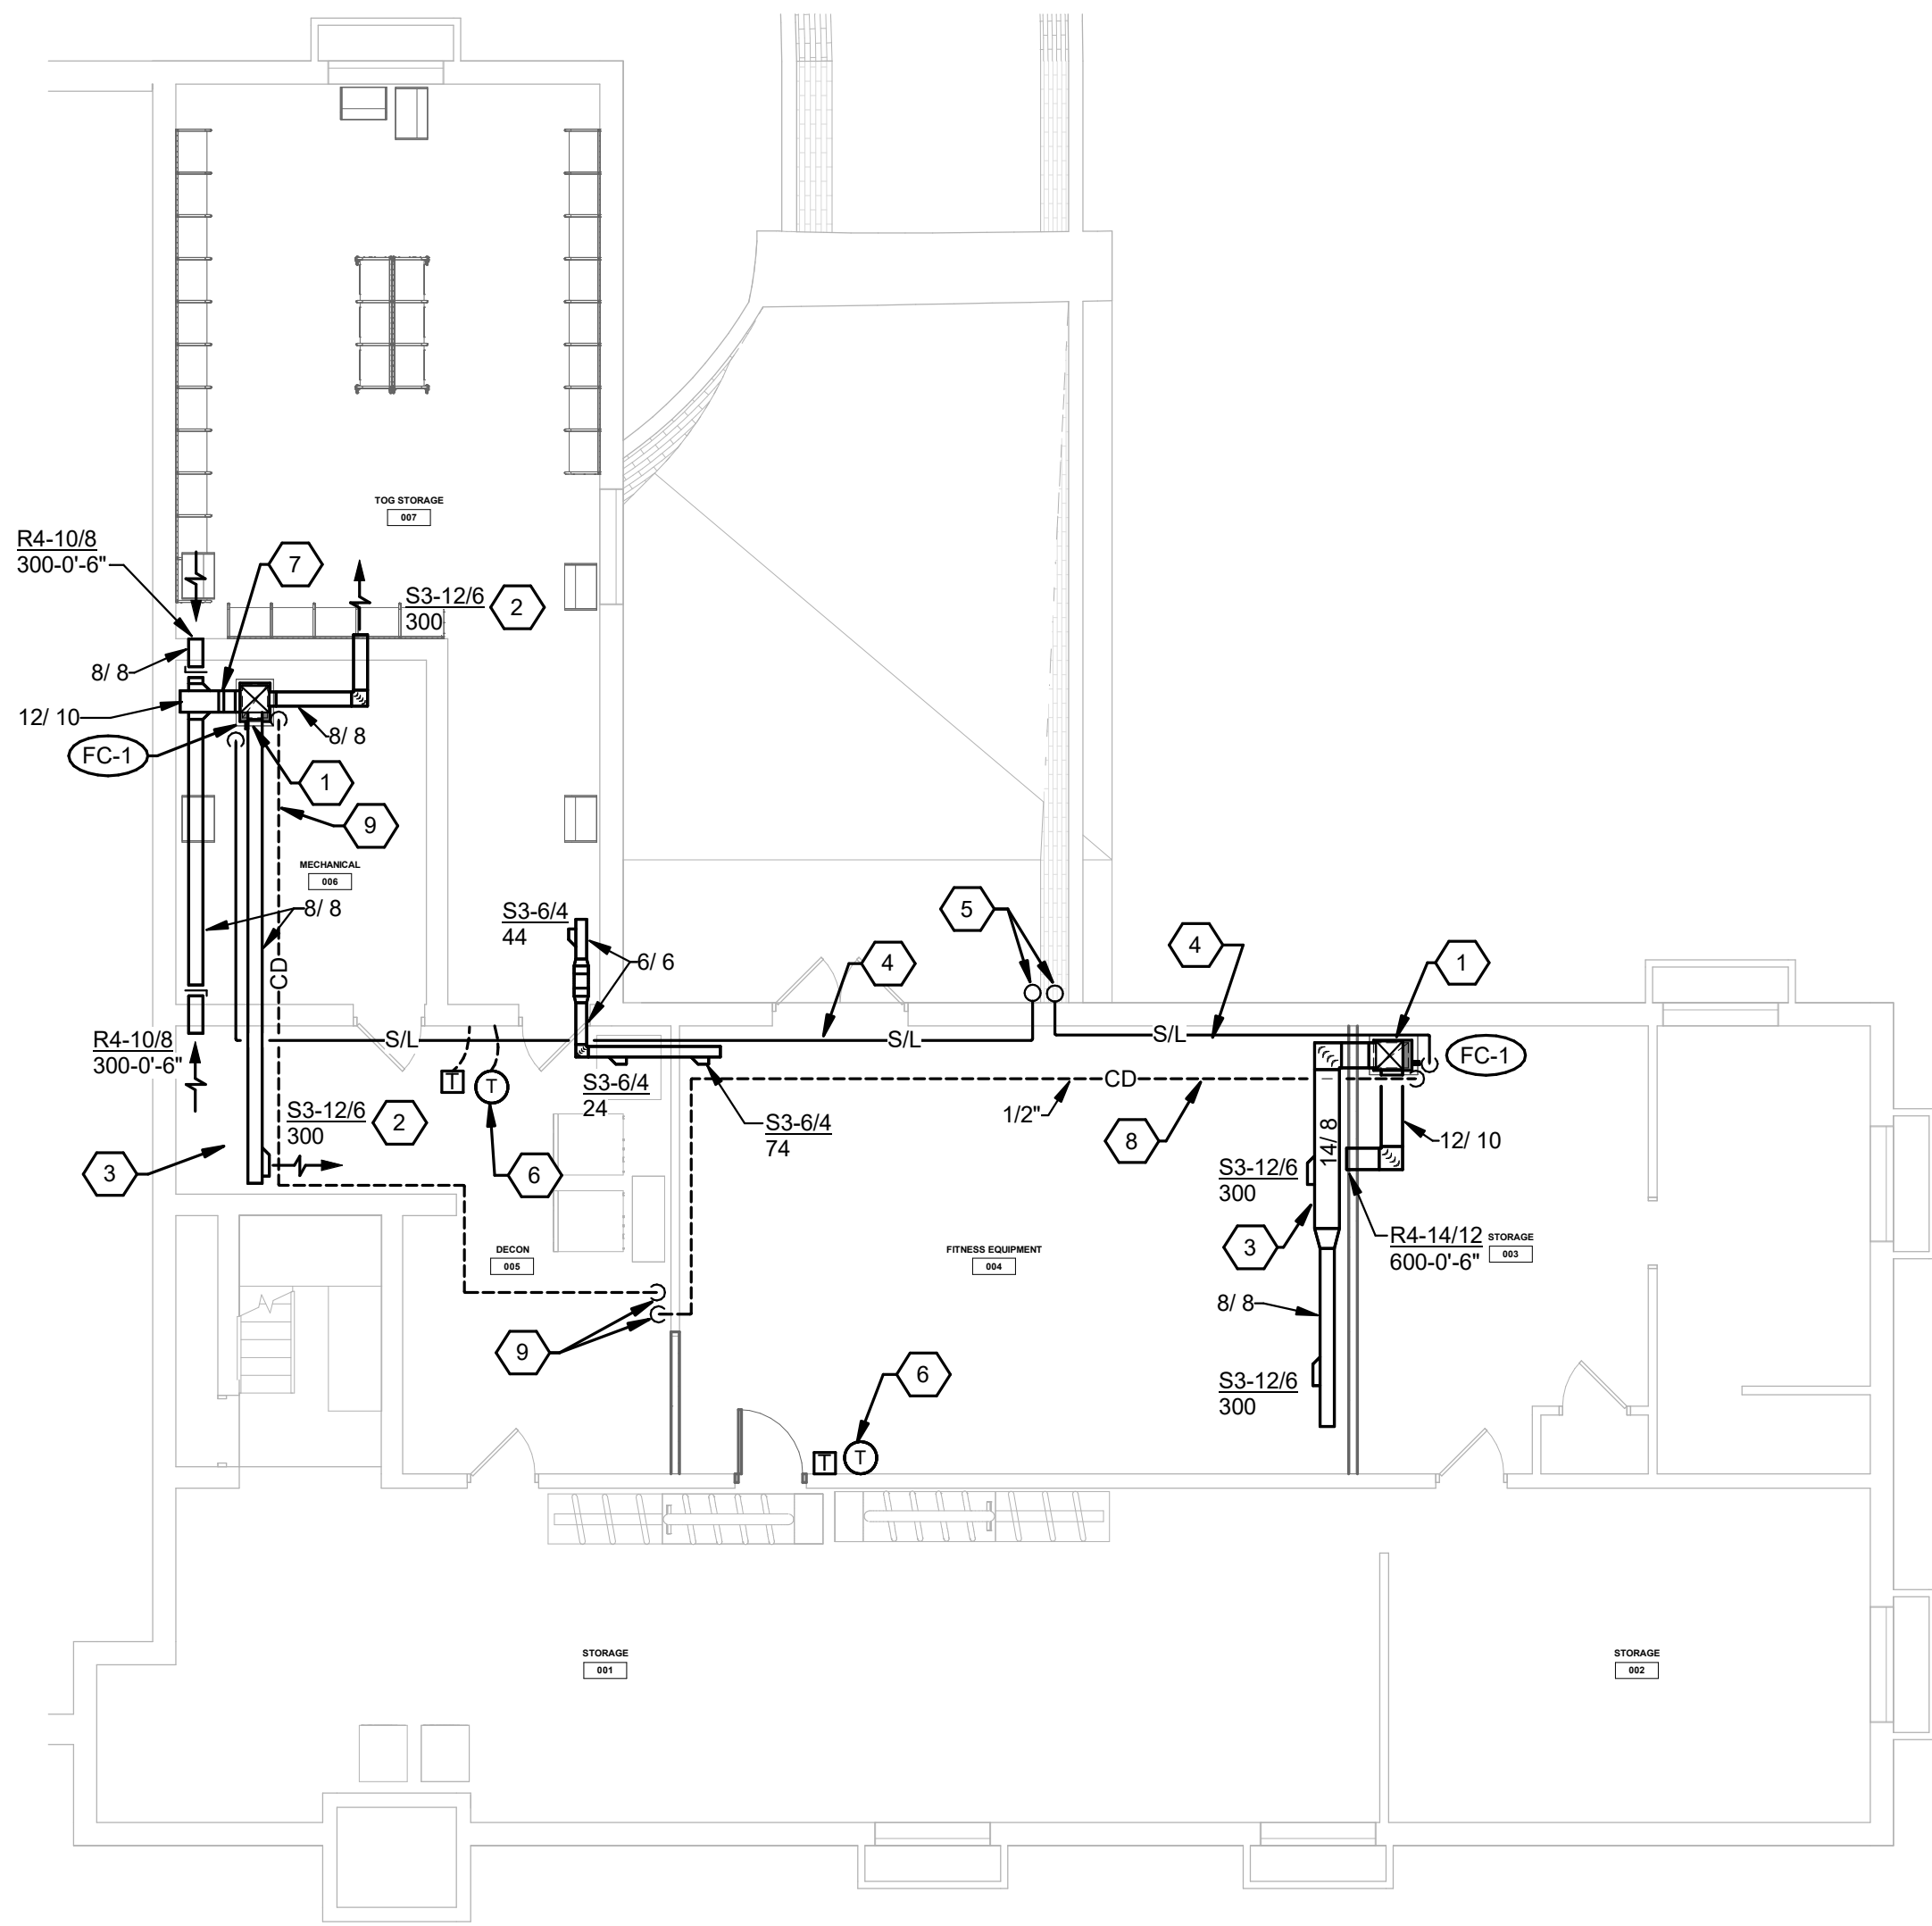 TOG STORAGE
007
R4-10/8
300-0'-6"
7
S3-12/6
300
2
8/ 8
12/ 10
8/ 8
FC-1
1
9
MECHANICAL
006
8/ 8
CD
S3-6/4
44
6/ 6
4
5
4
1
S/L
S/L
S/L
FC-1
R4-10/8
300-0'-6"
T
T
S3-6/4
24
CD
1/2"
S3-6/4
74
8
14/ 8
12/ 10
S3-12/6
300
2
3
6
S3-12/6
300
R4-14/12
600-0'-6"
STORAGE
003
3
DECON
005
FITNESS EQUIPMENT
004
8/ 8
9
6
S3-12/6
300
T
T
STORAGE
001
STORAGE
002